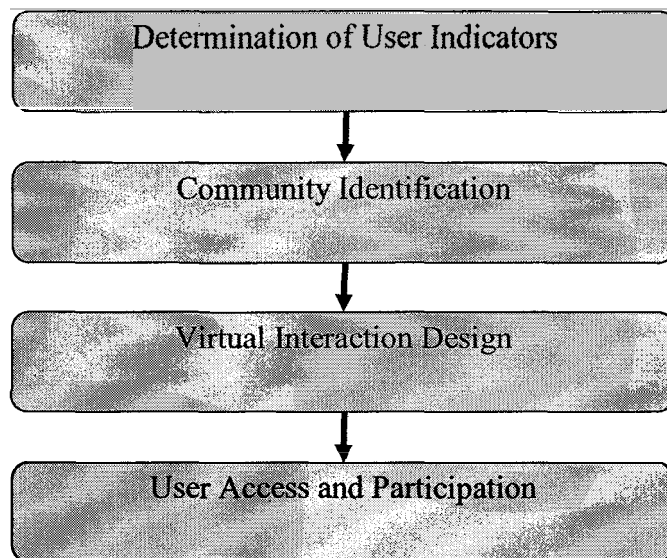 Determination of User Indicators
Community Identification
Virtual Interaction Design
User Access and Participation